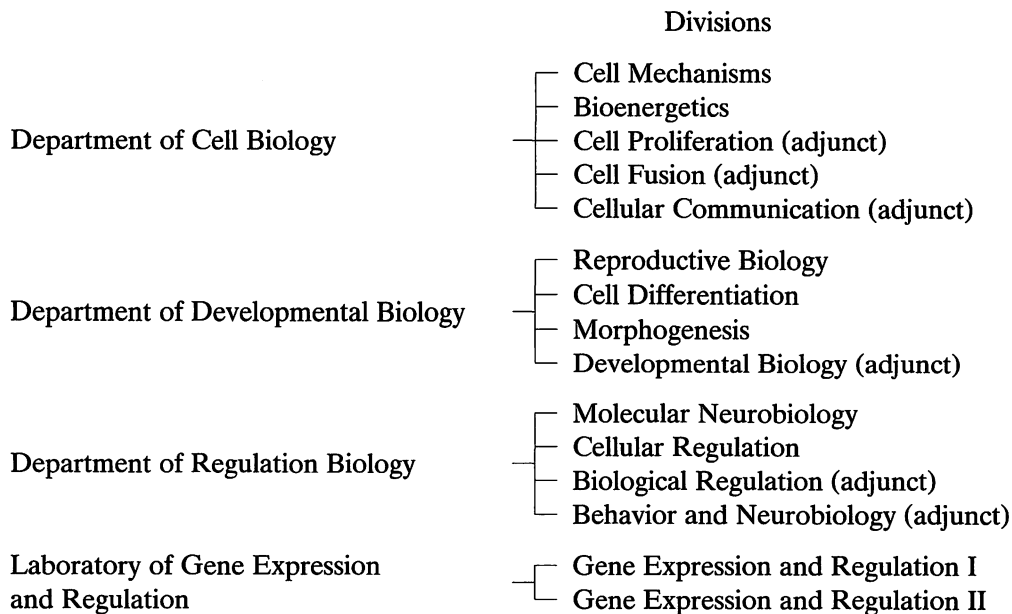 Divisions
Cell Mechanisms
Bioenergetics
Department of Cell Biology
Cell Proliferation (adjunct)
Cell Fusion (adjunct)
Cellular Communication (adjunct)
Reproductive Biology
Cell Differentiation
Department of Developmental Biology
Morphogenesis
Developmental Biology (adjunct)
Molecular Neurobiology
Cellular Regulation
Department of Regulation Biology
Biological Regulation (adjunct)
Behavior and Neurobiology (adjunct)
Laboratory of Gene Expression
and Regulation
Gene Expression and Regulation I
Gene Expression and Regulation II